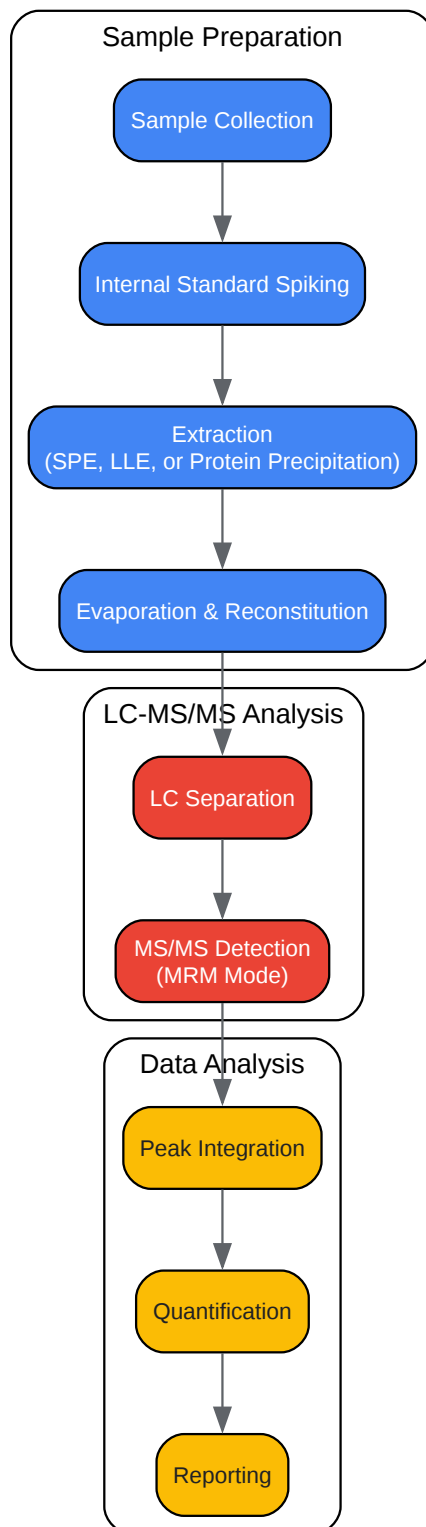 Sample Preparation
Sample Collection
Internal Standard Spiking
Extraction
(SPE, LLE, or Protein Precipitation)
Evaporation & Reconstitution
LC-MS/MS Analysis
LC Separation
MS/MS Detection
(MRM Mode)
Data Analysis
Peak Integration
Quantification
Reporting